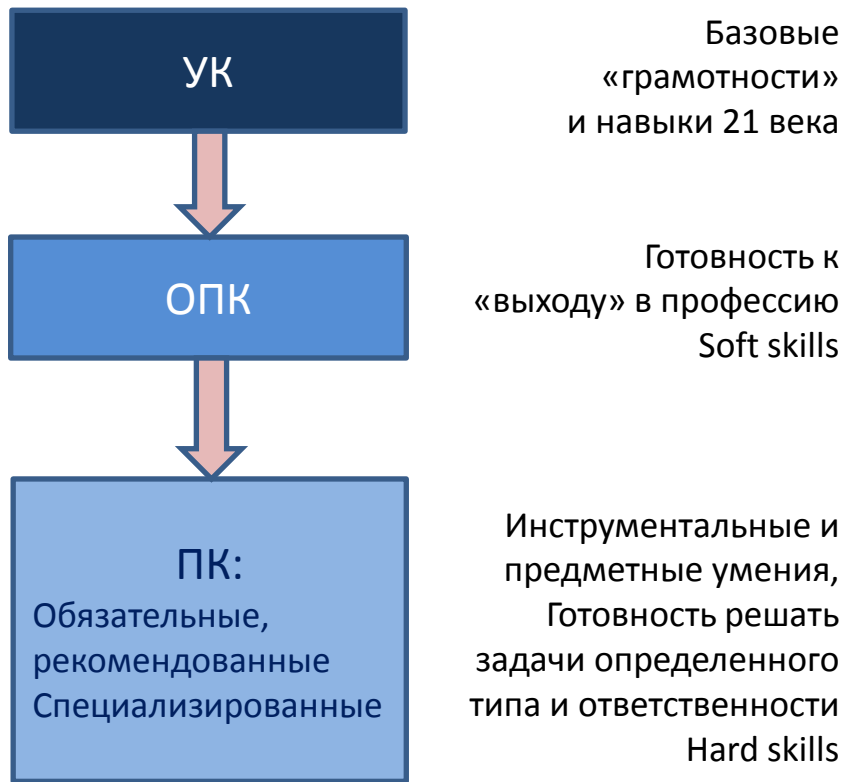 УК
Базовые
«грамотности»
и навыки 21 века
ОПК
Готовность к
«выходу» в профессию
Soft skills
ПК:
Обязательные,
рекомендованные
Специализированные
Инструментальные и
предметные умения,
Готовность решать
задачи определенного
типа и ответственности
Hard skills